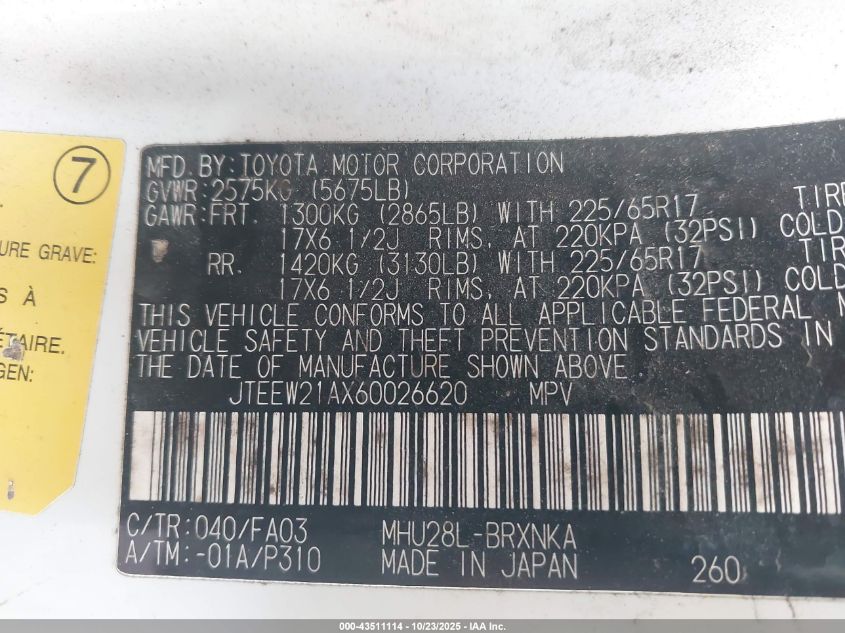 7
URE GRAVE:
S À
ÉTAIRE.
GEN:
MFD. BY: TOYOTA MOTOR CORPORATION
GVWR: 2575KG (5675LB)
GAWR: FRT. 1300KG (2865LB) WITH 225/65R17 TIRE
17X6 1/2J RIMS, AT 220KPA (32PSI) COLD
RR. 1420KG (3130LB) WITH 225/65R17 TIR
17X6 1/2J RIMS, AT 220KPA (32PSI) COLD
THIS VEHICLE CONFORMS TO ALL APPLICABLE FEDERAL M
VEHICLE SAFETY AND THEFT PREVENTION STANDARDS IN
THE DATE OF MANUFACTURE SHOWN ABOVE.
JTEEW21AX60026620 MPV
C/TR: 040/FA03 MHU28L-BRXNKA
A/TM: -01A/P310 MADE IN JAPAN 260
000-43511114 - 10/23/2025 - IAA Inc.